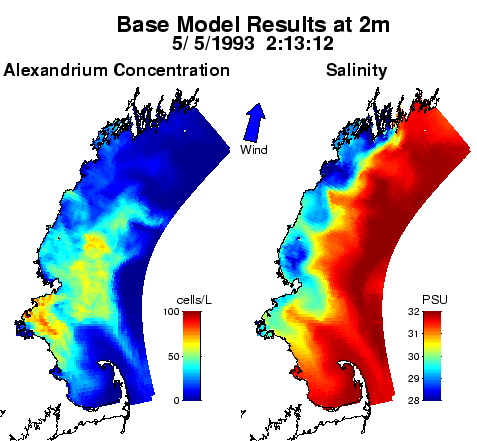 Base Model Results at 2m
5/ 5/1993  2:13:12
Alexandrium Concentration
Salinity
Wind
cells/L
100
50
0
PSU
32
31
30
29
28